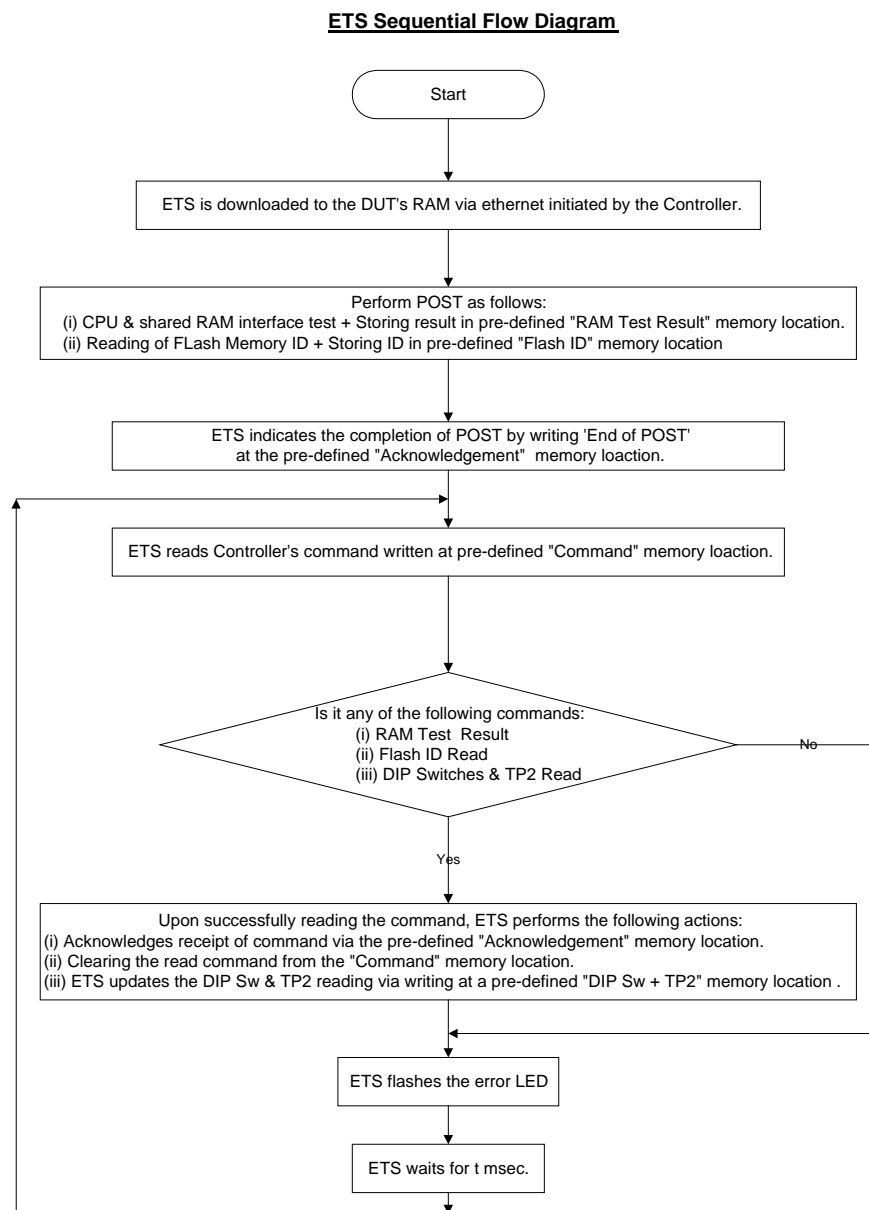 ETS Sequential Flow Diagram
Start
ETS is downloaded to the DUT's RAM via ethernet initiated by the Controller.
Perform POST as follows:
(i) CPU & shared RAM interface test + Storing result in pre-defined "RAM Test Result" memory location.
(ii) Reading of FLash Memory ID + Storing ID in pre-defined "Flash ID" memory location
ETS indicates the completion of POST by writing 'End of POST'
at the pre-defined "Acknowledgement" memory loaction.
ETS reads Controller's command written at pre-defined "Command" memory loaction.
Is it any of the following commands:
(i) RAM Test Result
(ii) Flash ID Read
(iii) DIP Switches & TP2 Read
No
Yes
Upon successfully reading the command, ETS performs the following actions:
(i) Acknowledges receipt of command via the pre-defined "Acknowledgement" memory location.
(ii) Clearing the read command from the "Command" memory location.
(iii) ETS updates the DIP Sw & TP2 reading via writing at a pre-defined "DIP Sw + TP2" memory location .
ETS flashes the error LED
ETS waits for t msec.